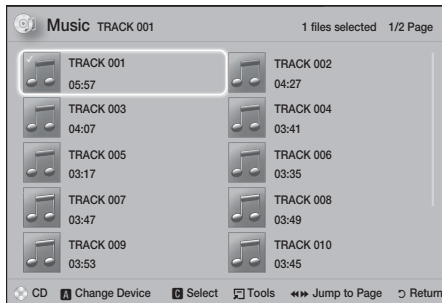 Music TRACK 001 1 files selected 1/2 Page
TRACK 001
05:57
TRACK 002
04:27
TRACK 003
04:07
TRACK 004
03:41
TRACK 005
03:17
TRACK 006
03:35
TRACK 007
03:47
TRACK 008
03:49
TRACK 009
03:53
TRACK 010
03:45
CD A Change Device C Select Tools Jump to Page Return